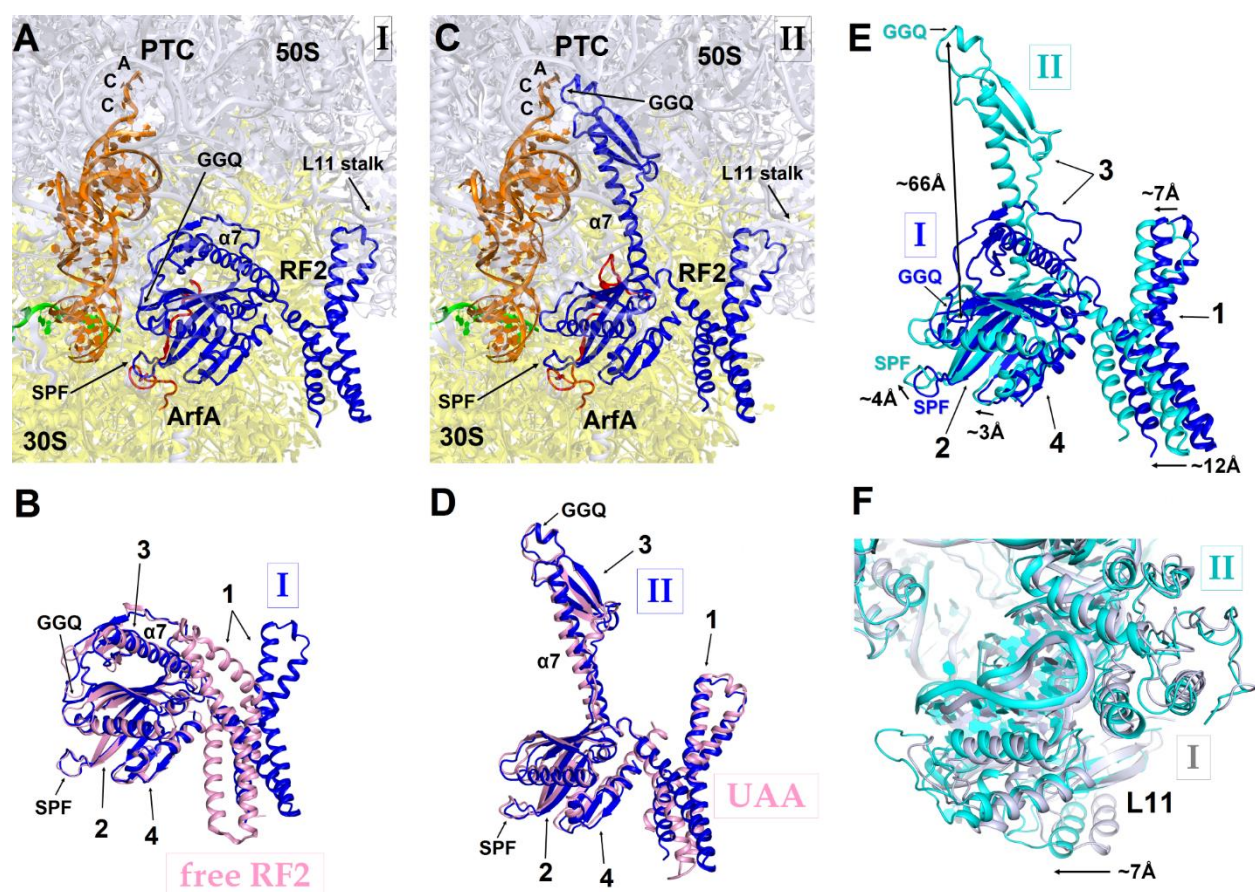 A
PTC
50S
I
A
C
C
GGQ
L11 stalk
α7
RF2
SPF
ArfA
30S
C
PTC
50S
II
A
C
C
GGQ
L11 stalk
α7
RF2
SPF
ArfA
30S
E
GGQ
II
3
~66Å
~7Å
I
GGQ
1
SPF
~4Å
SPF
~3Å
2
4
~12Å
B
3
1
I
GGQ
α7
SPF
2
4
free RF2
D
GGQ
3
II
α7
1
UAA
SPF
2
4
F
II
I
L11
~7Å